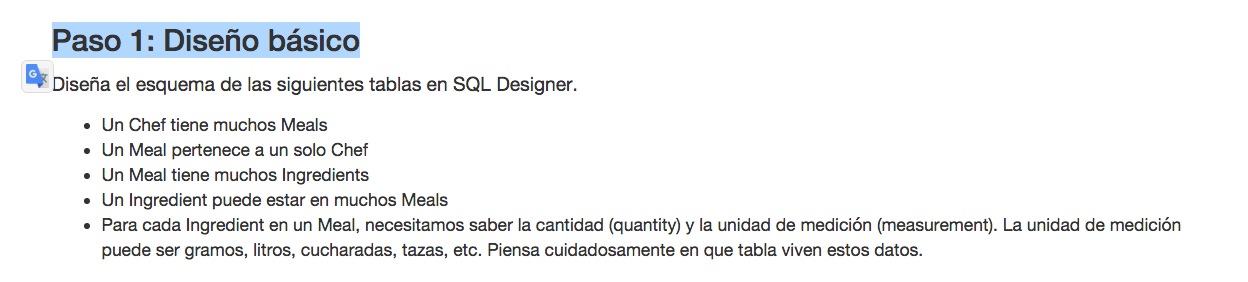 Paso 1: Diseño básico
Diseña el esquema de las siguientes tablas en SQL Designer.
• Un Chef tiene muchos Meals
• Un Meal pertenece a un solo Chef
• Un Meal tiene muchos Ingredients
• Un Ingredient puede estar en muchos Meals
• Para cada Ingredient en un Meal, necesitamos saber la cantidad (quantity) y la unidad de medición (measurement). La unidad de medición
puede ser gramos, litros, cucharadas, tazas, etc. Piensa cuidadosamente en que tabla viven estos datos.